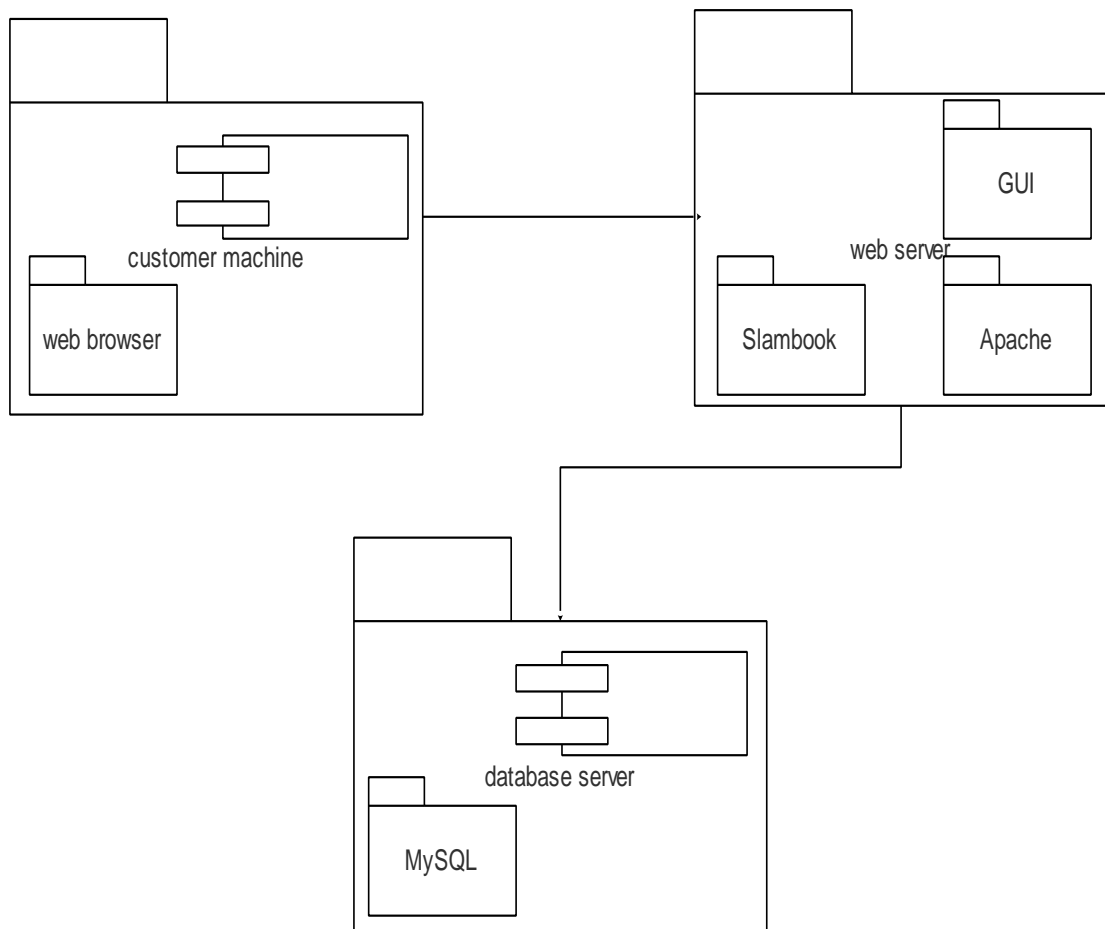 customer machine
web browser
GUI
web server
Slambook
Apache
database server
MySQL